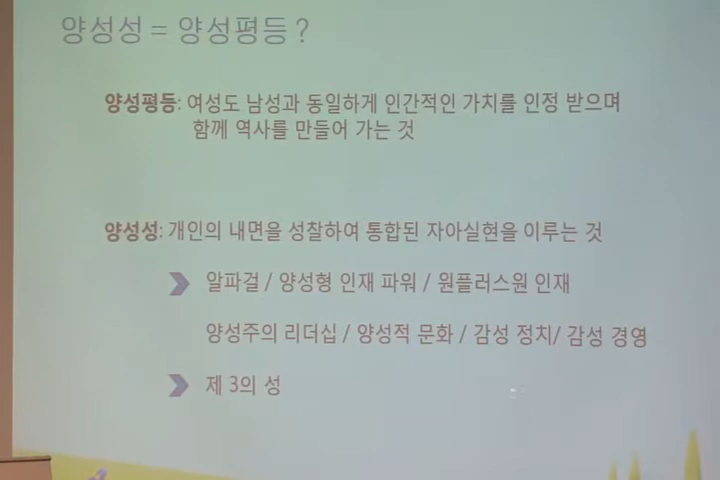 양성성 = 양성평등?
양성평등: 여성도 남성과 동일하게 인간적인 가치를 인정 받으며
함께 역사를 만들어 가는 것
양성성: 개인의 내면을 성찰하여 통합된 자아실현을 이루는 것
알파걸 / 양성형 인재 파워 / 원플러스원 인재
양성주의 리더십 / 양성적 문화 / 감성 정치/ 감성 경영
제 3의 성